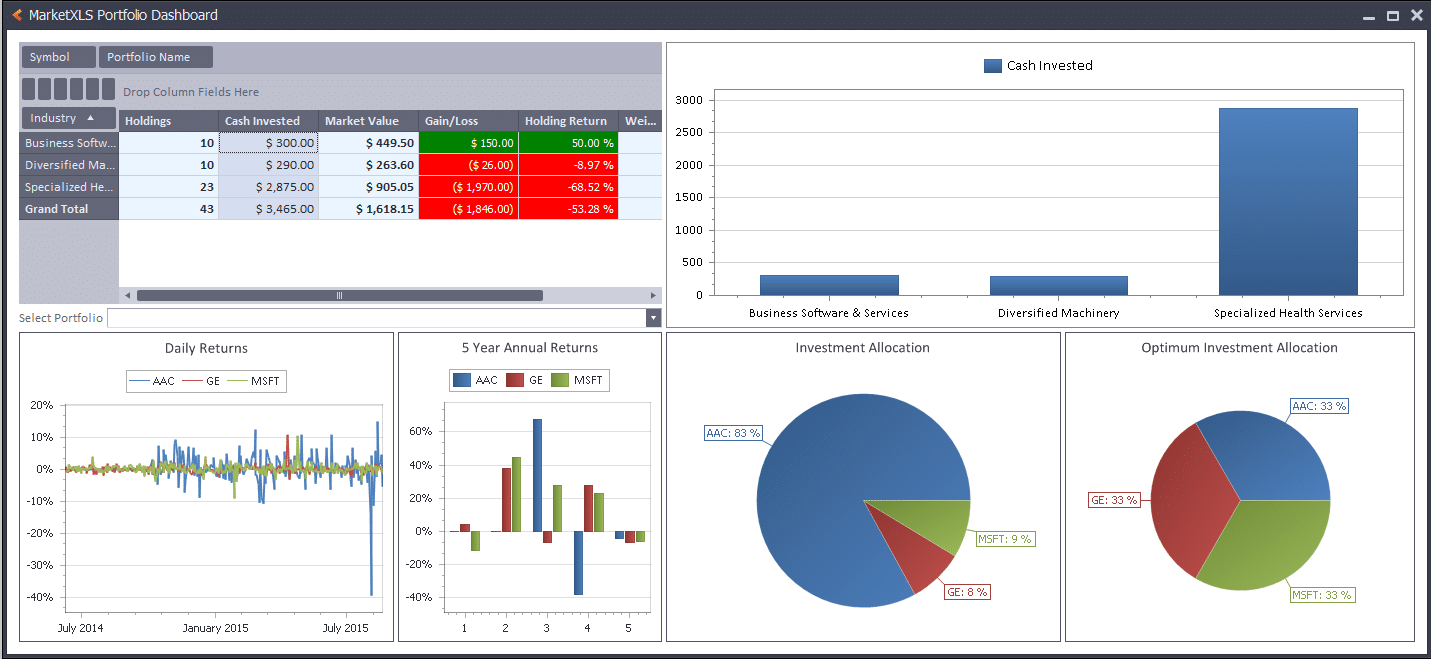 MarketXLS Portfolio Dashboard
Symbol Portfolio Name
Drop Column Fields Here
Industry Holdings Cash Invested Market Value Gain/Loss Holding Return Wei...
Business Softw... 10 $ 300.00 $ 449.50 $ 150.00 50.00 %
Diversified Ma... 10 $ 290.00 $ 263.60 ($ 26.00) -8.97 %
Specialized He... 23 $ 2,875.00 $ 905.05 ($ 1,970.00) -68.52 %
Grand Total 43 $ 3,465.00 $ 1,618.15 ($ 1,846.00) -53.28 %
Select Portfolio
Cash Invested
3000
2500
2000
1500
1000
500
0
Business Software & Services Diversified Machinery Specialized Health Services
Daily Returns
AAC GE MSFT
20%
10%
0%
-10%
-20%
-30%
-40%
July 2014 January 2015 July 2015
5 Year Annual Returns
AAC GE MSFT
60%
40%
20%
0%
-20%
-40%
1 2 3 4 5
Investment Allocation
AAC: 83 %
MSFT: 9 %
GE: 8 %
Optimum Investment Allocation
AAC: 33 %
GE: 33 %
MSFT: 33 %